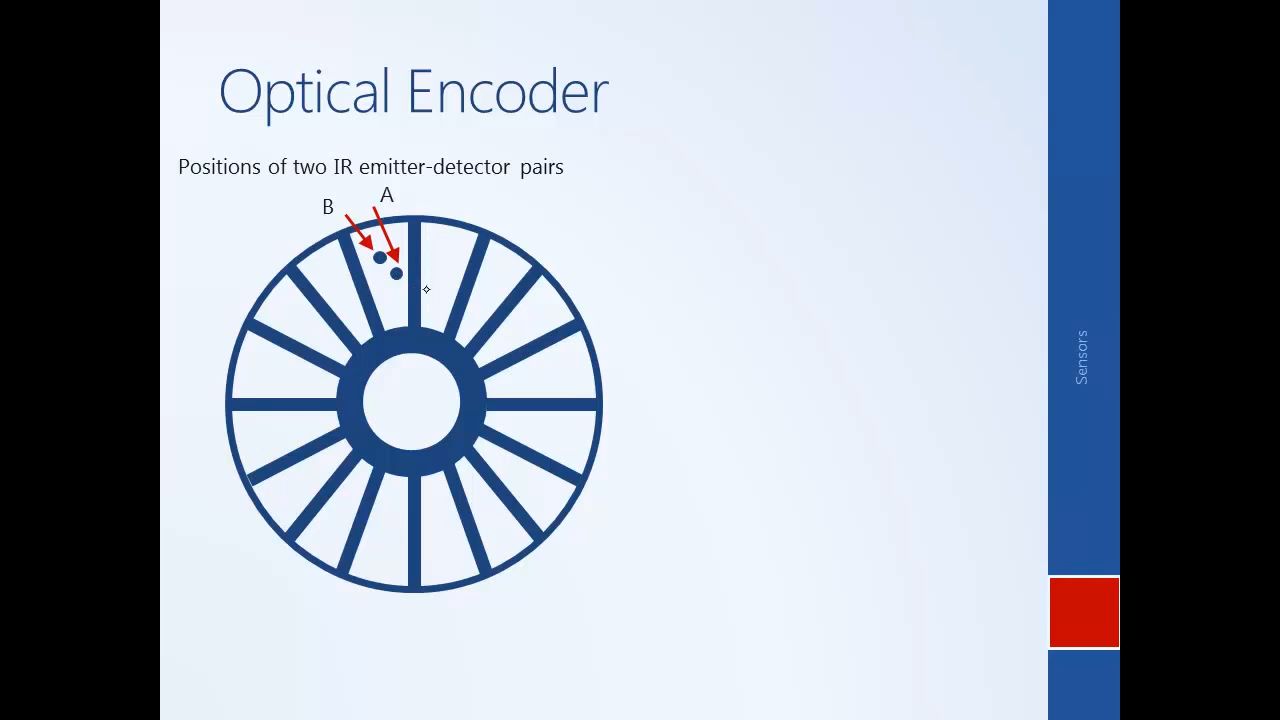 Optical Encoder
Positions of two IR emitter-detector pairs
A
B
Sensors